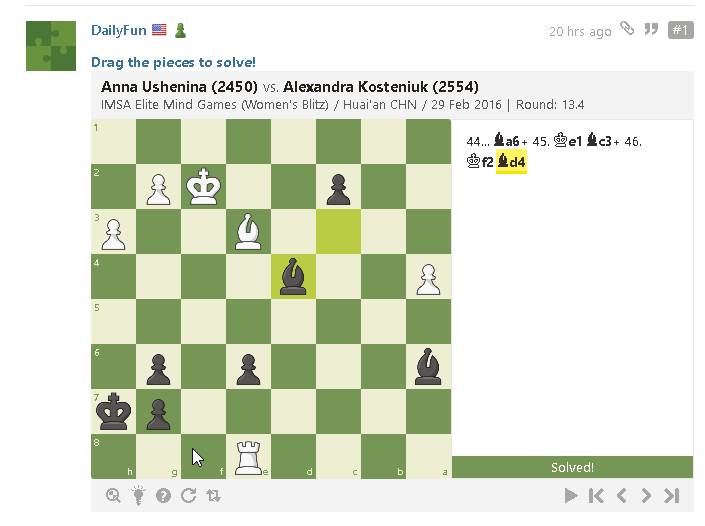 DailyFun
20 hrs ago #1
Drag the pieces to solve!
Anna Ushenina (2450) vs. Alexandra Kosteniuk (2554)
IMSA Elite Mind Games (Women's Blitz) / Huai'an CHN / 29 Feb 2016 | Round: 13.4
1
2
3
4
5
6
7
8
h g f e d c b a
44... ♝a6+ 45. ♔e1 ♝c3+ 46.
♔f2 ♝d4
Solved!